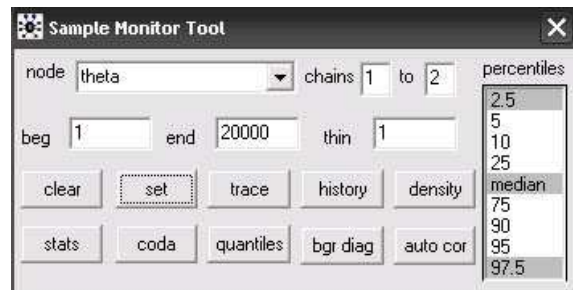 Sample Monitor Tool
node theta chains 1 to 2 percentiles
beg 1 end 20000 thin 1
clear set trace history density
stats coda quantiles bgr diag auto cor
2.5
5
10
25
median
75
90
95
97.5